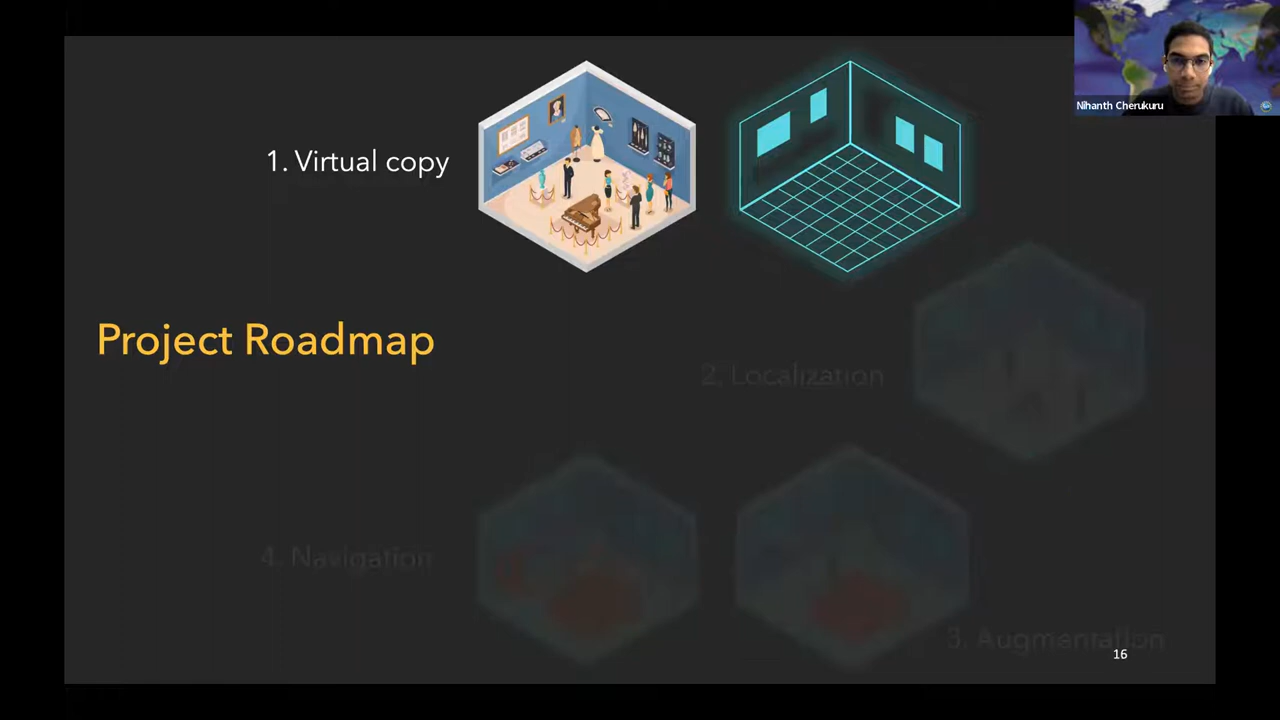 Nihanth Cherukuru
1. Virtual copy
Project Roadmap
2. Localization
4. Navigation
3. Augmentation
16